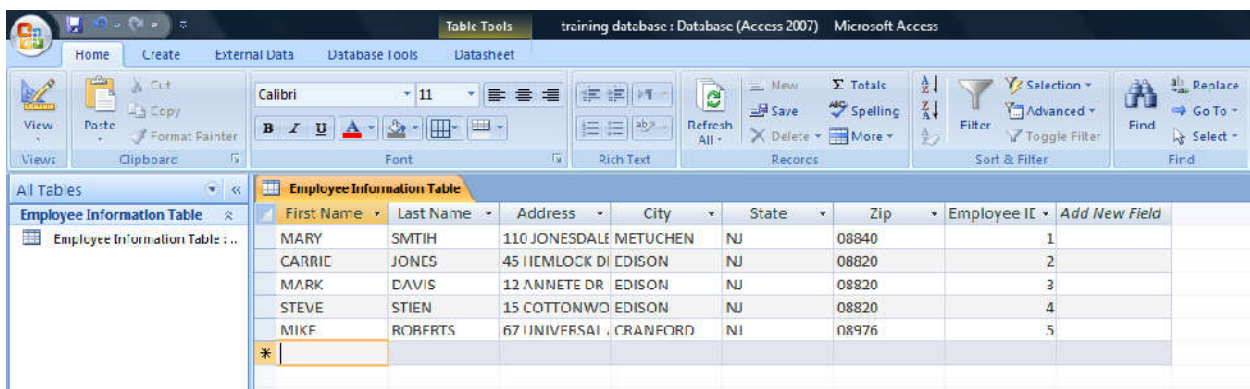 Table Tools training database : Database (Access 2007) Microsoft Access
Home Create External Data Database Tools Datasheet
View
Views
Paste
Cut
Copy
Format Painter
Clipboard
Calibri 11
B I U A
Font
ab
Rich Text
Refresh All
New
Save
Delete
Σ Totals
Spelling
More
Records
Filter
Selection
Advanced
Toggle Filter
Sort & Filter
Find
Replace
Go To
Select
Find
All Tables
Employee Information Table
Employee Information Table : ...
Employee Information Table
First Name Last Name Address City State Zip Employee ID Add New Field
MARY SMTIH 110 JONESDALE METUCHEN NJ 08840 1
CARRIE JONES 45 HEMLOCK DI EDISON NJ 08820 2
MARK DAVIS 12 ANNETE DR EDISON NJ 08820 3
STEVE STIEN 15 COTTONWO EDISON NJ 08820 4
MIKE ROBERTS 67 UNIVERSAL CRANFORD NJ 08976 5